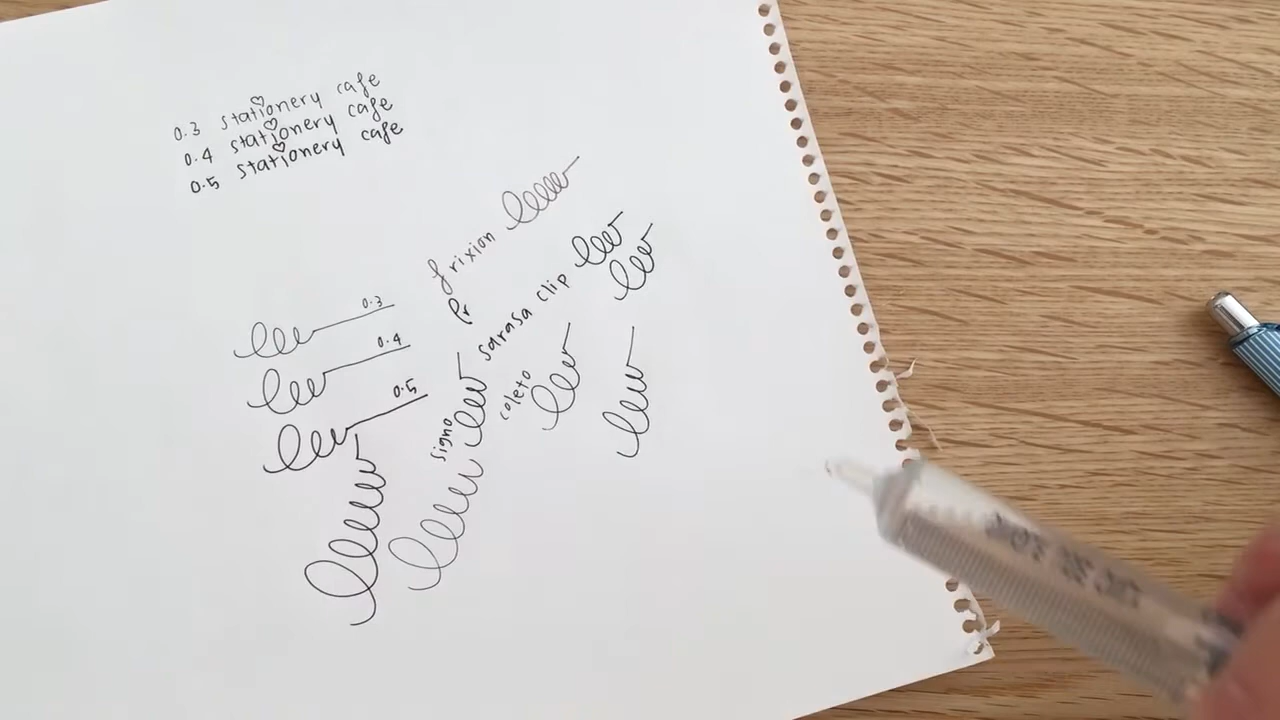 0.3 stationery cafe
0.4 stationery cafe
0.5 stationery cafe
frixion
sarasa clip
0.3
0.4
0.5
coleto
signo